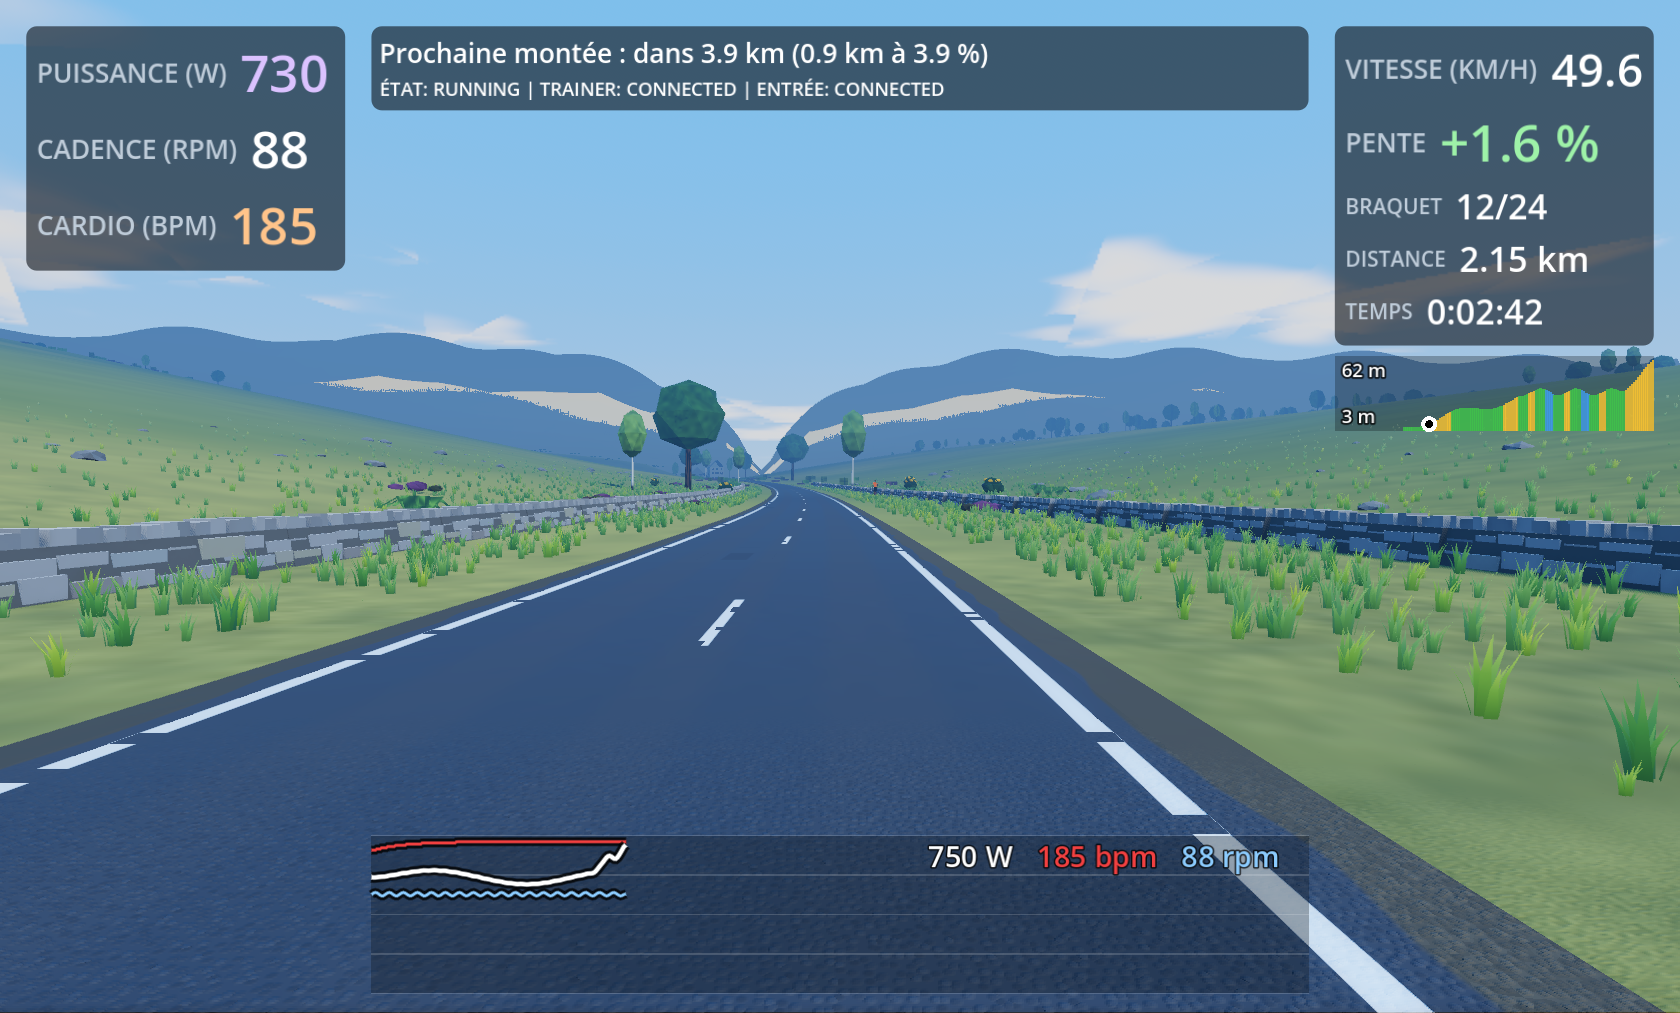 PUISSANCE (W) 730
CADENCE (RPM) 88
CARDIO (BPM) 185
Prochaine montée : dans 3.9 km (0.9 km à 3.9 %)
ÉTAT: RUNNING | TRAINER: CONNECTED | ENTRÉE: CONNECTED
VITESSE (KM/H) 49.6
PENTE +1.6 %
BRAQUET 12/24
DISTANCE 2.15 km
TEMPS 0:02:42
62 m
3 m
750 W 185 bpm 88 rpm